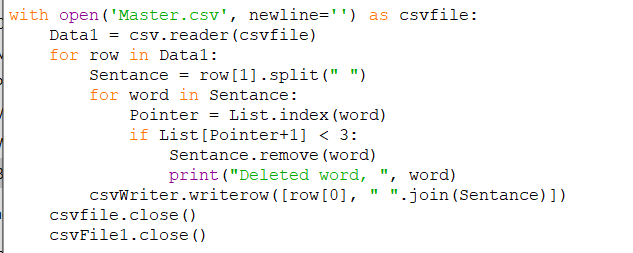 with open('Master.csv', newline='') as csvfile:
    Data1 = csv.reader(csvfile)
    for row in Data1:
        Sentance = row[1].split(" ")
        for word in Sentance:
            Pointer = List.index(word)
            if List[Pointer+1] < 3:
                Sentance.remove(word)
                print("Deleted word, ", word)
        csvWriter.writerow([row[0], " ".join(Sentance)])
    csvfile.close()
    csvFile1.close()